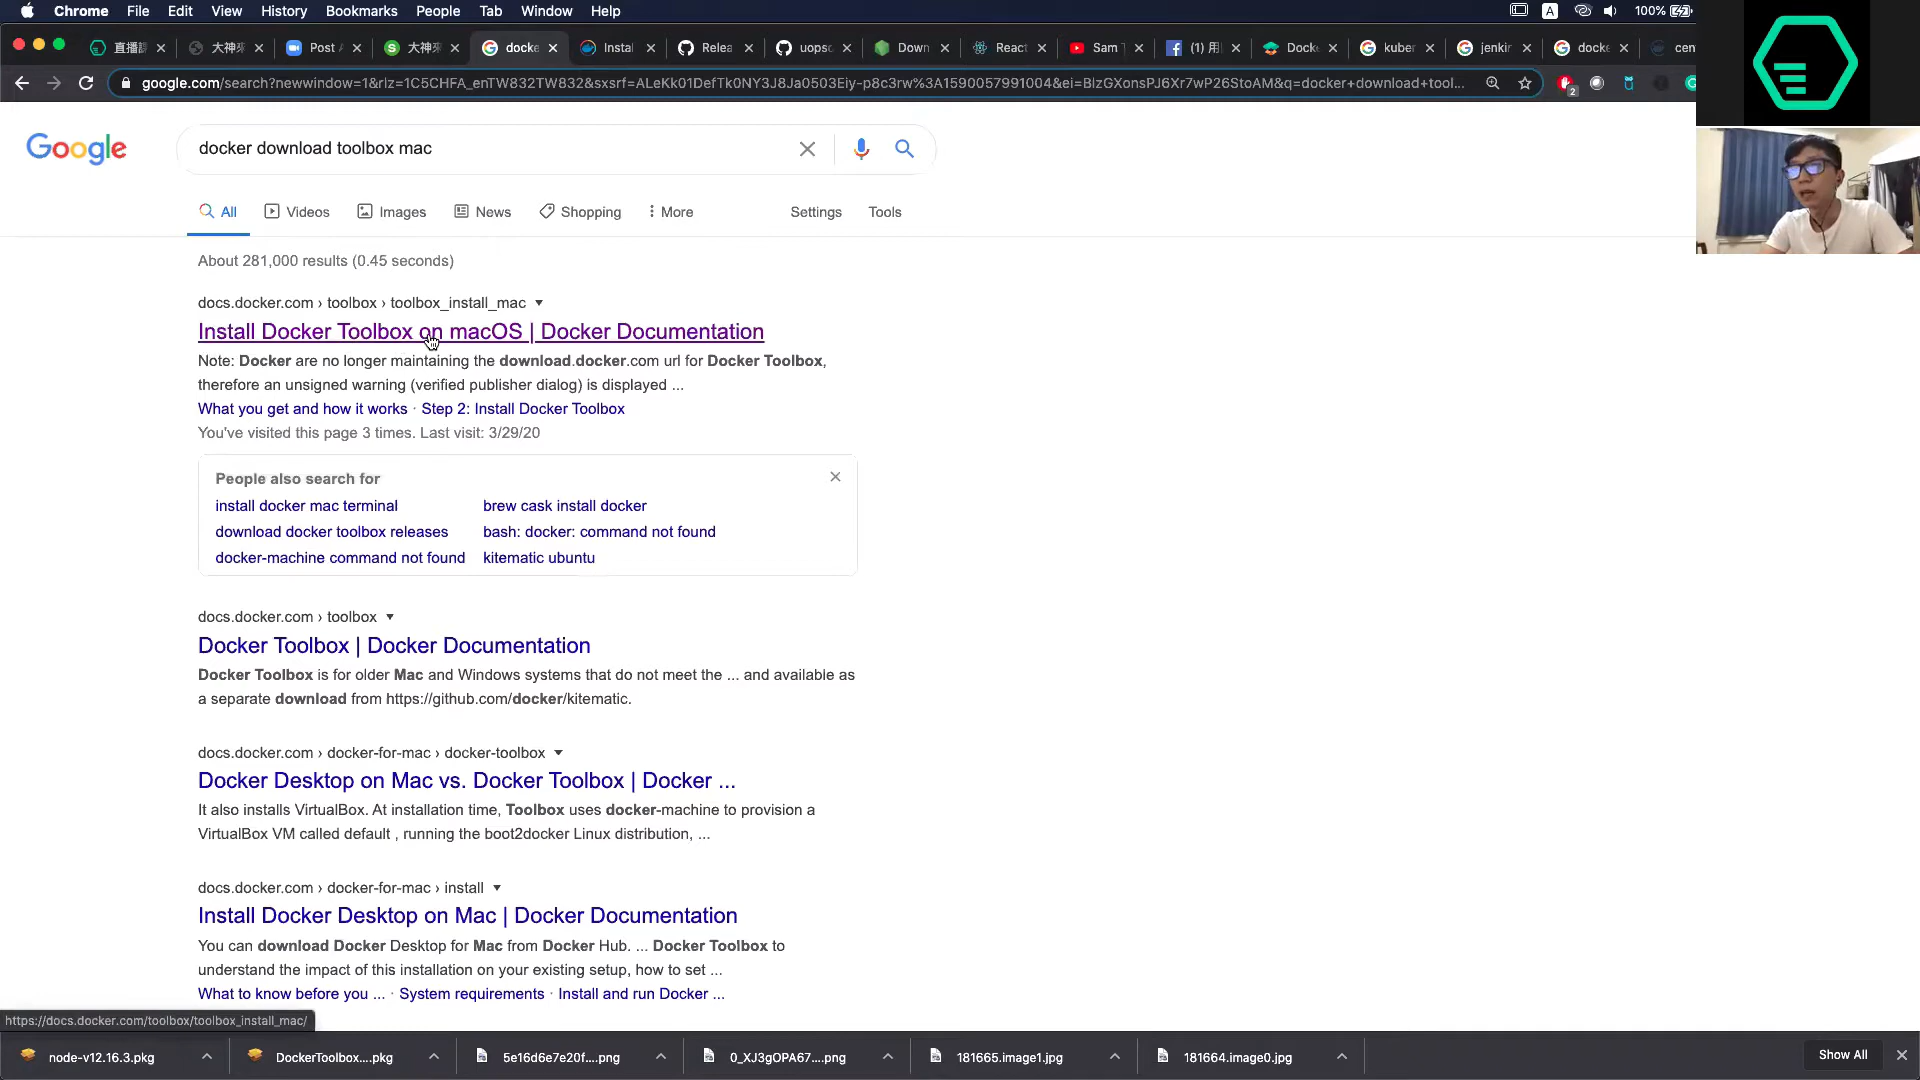 Chrome File Edit View History Bookmarks People Tab Window Help A 100%
直播 大神來 Post 大神來 docke Instal Relea uops Down React Sam (1) 用 Docke kuber jenkin docke cen
google.com/search?newwindow=1&rlz=1C5CHFA_enTW832TW832&sxsrf=ALeKk01DefTk0NY3J8Ja0503Eiy-p8c3rw%3A1590057991004&ei=BlzGXonsPJ6Xr7wP26StoAM&q=docker+download+tool... 2
Google
docker download toolbox mac
All Videos Images News Shopping More Settings Tools
About 281,000 results (0.45 seconds)
docs.docker.com › toolbox › toolbox_install_mac
Install Docker Toolbox on macOS | Docker Documentation
Note: Docker are no longer maintaining the download.docker.com url for Docker Toolbox,
therefore an unsigned warning (verified publisher dialog) is displayed ...
What you get and how it works · Step 2: Install Docker Toolbox
You've visited this page 3 times. Last visit: 3/29/20
People also search for
install docker mac terminal brew cask install docker
download docker toolbox releases bash: docker: command not found
docker-machine command not found kitematic ubuntu
docs.docker.com › toolbox
Docker Toolbox | Docker Documentation
Docker Toolbox is for older Mac and Windows systems that do not meet the ... and available as
a separate download from https://github.com/docker/kitematic.
docs.docker.com › docker-for-mac › docker-toolbox
Docker Desktop on Mac vs. Docker Toolbox | Docker ...
It also installs VirtualBox. At installation time, Toolbox uses docker-machine to provision a
VirtualBox VM called default , running the boot2docker Linux distribution, ...
docs.docker.com › docker-for-mac › install
Install Docker Desktop on Mac | Docker Documentation
You can download Docker Desktop for Mac from Docker Hub. ... Docker Toolbox to
understand the impact of this installation on your existing setup, how to set ...
What to know before you ... · System requirements · Install and run Docker ...
https://docs.docker.com/toolbox/toolbox_install_mac/
node-v12.16.3.pkg DockerToolbox....pkg 5e16d6e7e20f....png 0_XJ3gOPA67....png 181665.image1.jpg 181664.image0.jpg Show All